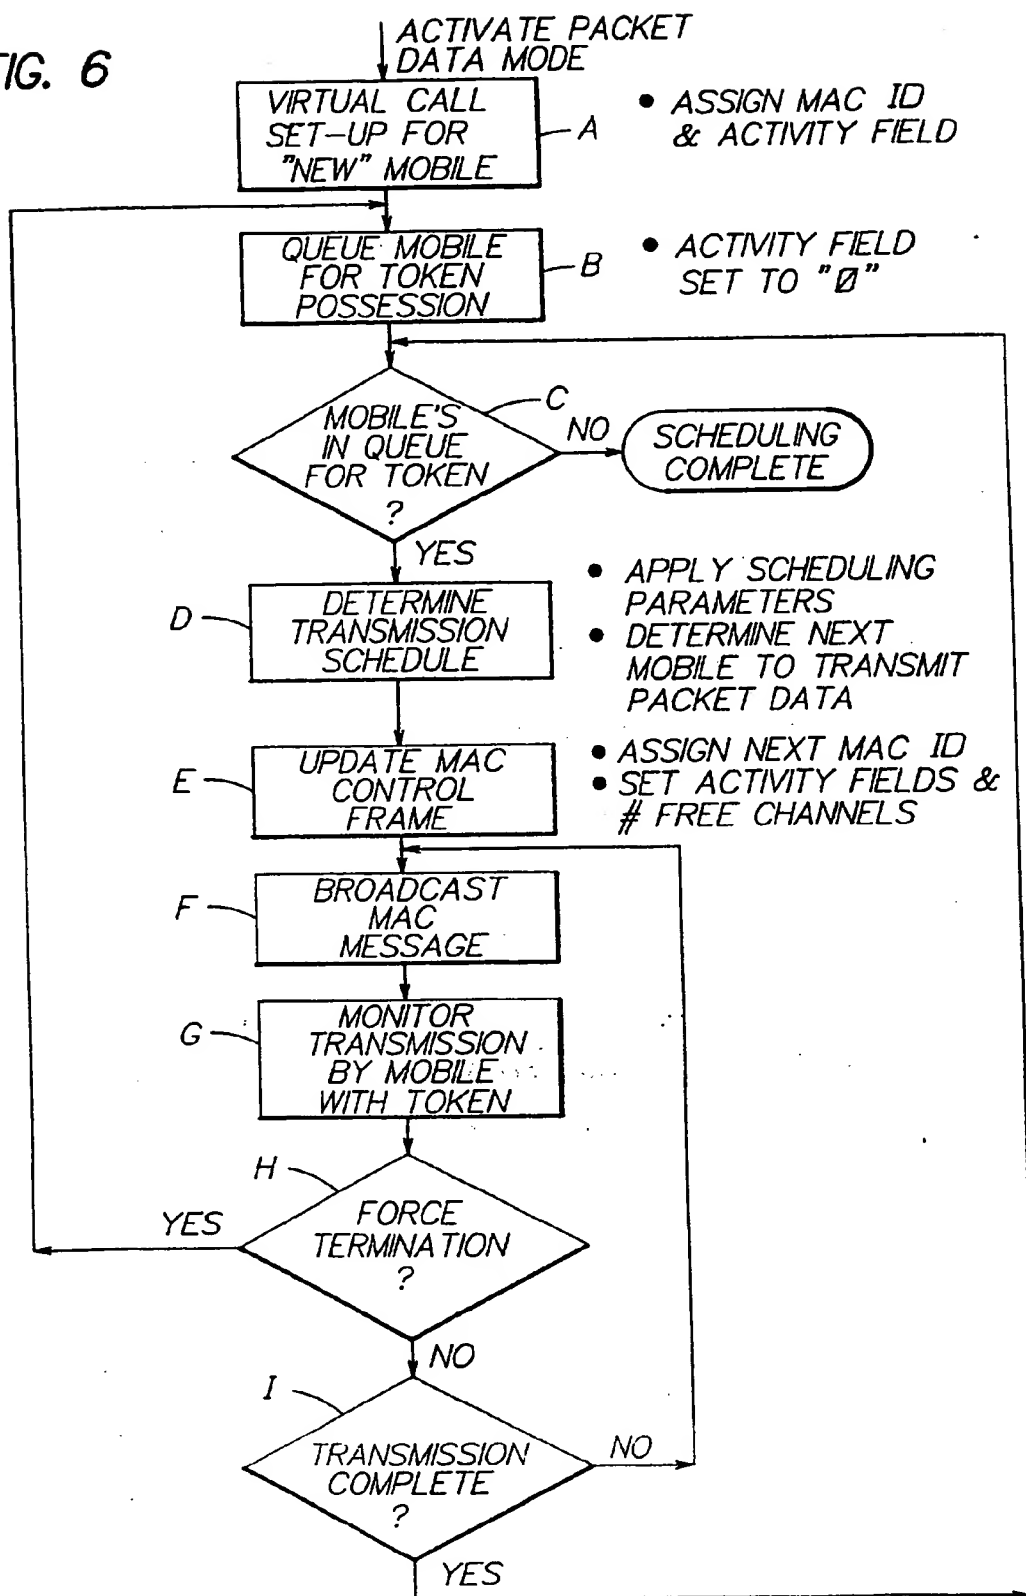 FIG. 6
ACTIVATE PACKET
DATA MODE
VIRTUAL CALL
SET-UP FOR
"NEW" MOBILE
A
• ASSIGN MAC ID
& ACTIVITY FIELD
QUEUE MOBILE
FOR TOKEN
POSSESSION
B
• ACTIVITY FIELD
SET TO "0"
MOBILE'S
IN QUEUE
FOR TOKEN
?
C
NO
SCHEDULING
COMPLETE
YES
D
DETERMINE
TRANSMISSION
SCHEDULE
• APPLY SCHEDULING
PARAMETERS
• DETERMINE NEXT
MOBILE TO TRANSMIT
PACKET DATA
E
UPDATE MAC
CONTROL
FRAME
• ASSIGN NEXT MAC ID
• SET ACTIVITY FIELDS &
# FREE CHANNELS
F
BROADCAST
MAC
MESSAGE
G
MONITOR
TRANSMISSION
BY MOBILE
WITH TOKEN
H
FORCE
TERMINATION
?
YES
NO
I
TRANSMISSION
COMPLETE
?
NO
YES